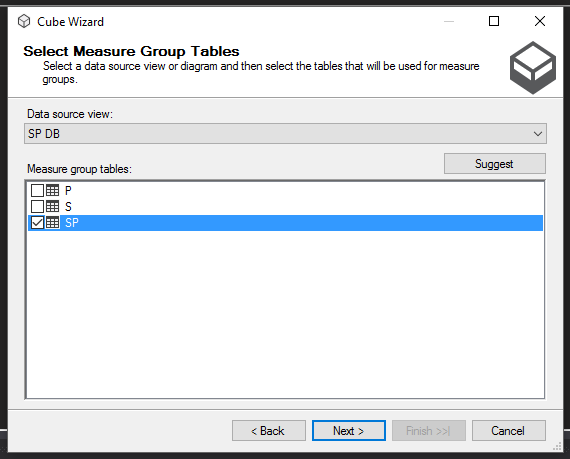 Cube Wizard
Select Measure Group Tables
Select a data source view or diagram and then select the tables that will be used for measure
groups.
Data source view:
SP DB
Suggest
Measure group tables:
P
S
SP
< Back
Next >
Finish >>|
Cancel